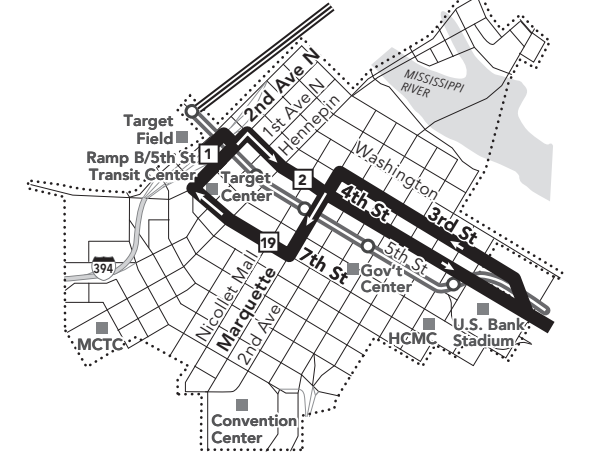 MISSISSIPPI
RIVER
2nd Ave N
1st Ave N
Hennepin
Washington
Target
Field
Ramp B/5th St
Transit Center
1
Target
Center
2
4th St
3rd St
5th St
19
7th St
Gov't
Center
394
Nicollet Mall
Marquette
2nd Ave
MCTC
HCMC
U.S. Bank
Stadium
Convention
Center